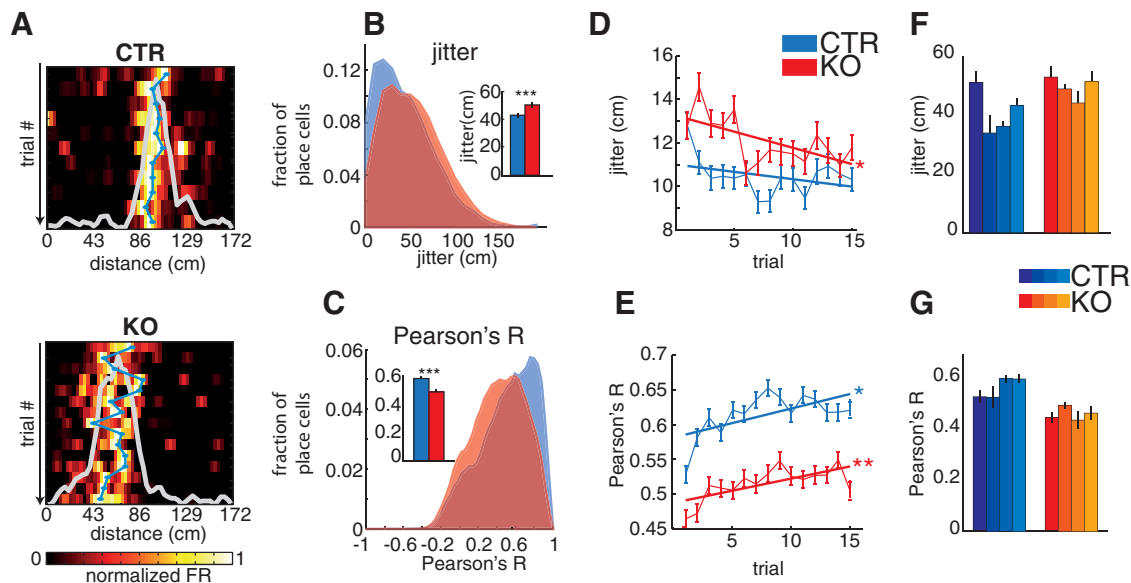 A
CTR
trial #
0 43 86 129 172
distance (cm)
KO
trial #
0 43 86 129 172
distance (cm)
0 1
normalized FR
B
jitter
0.12
0.08
0.04
0
fraction of
place cells
0 50 100 150
jitter (cm)
***
60
40
20
0
jitter(cm)
C
Pearson's R
0.06
0.04
0.02
0
fraction of
place cells
-1 -0.6 -0.2 0.2 0.6 1
Pearson's R
***
0.6
0.4
0.2
0
D
CTR
KO
16
14
13
12
11
10
8
jitter (cm)
5 10 15
trial
*
E
0.7
0.65
0.6
0.55
0.5
0.45
Pearson's R
5 10 15
trial
*
**
F
60
40
20
0
jitter (cm)
CTR
KO
G
0.6
0.4
0.2
0
Pearson's R